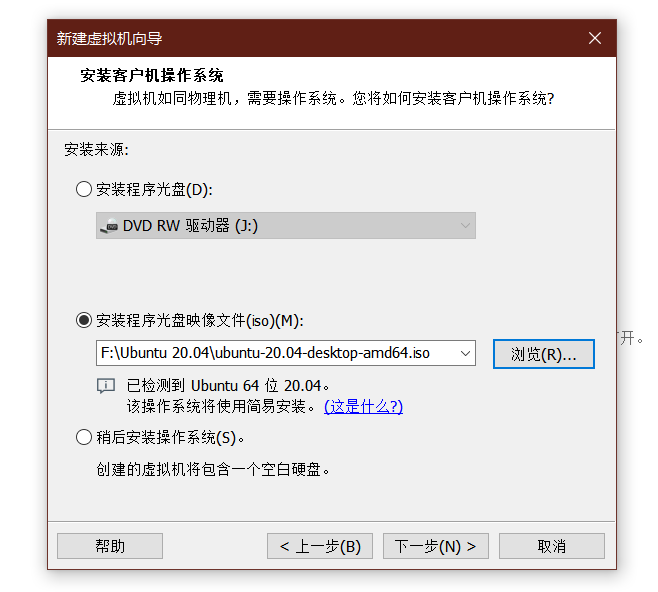 新建虚拟机向导
安装客户机操作系统
虚拟机如同物理机，需要操作系统。您将如何安装客户机操作系统?
安装来源:
安装程序光盘(D):
DVD RW 驱动器 (J:)
安装程序光盘映像文件(iso)(M):
开。
F:\Ubuntu 20.04\ubuntu-20.04-desktop-amd64.iso
浏览(R)...
已检测到 Ubuntu 64 位 20.04。
该操作系统将使用简易安装。(这是什么?)
稍后安装操作系统(S)。
创建的虚拟机将包含一个空白硬盘。
帮助
< 上一步(B)
下一步(N) >
取消